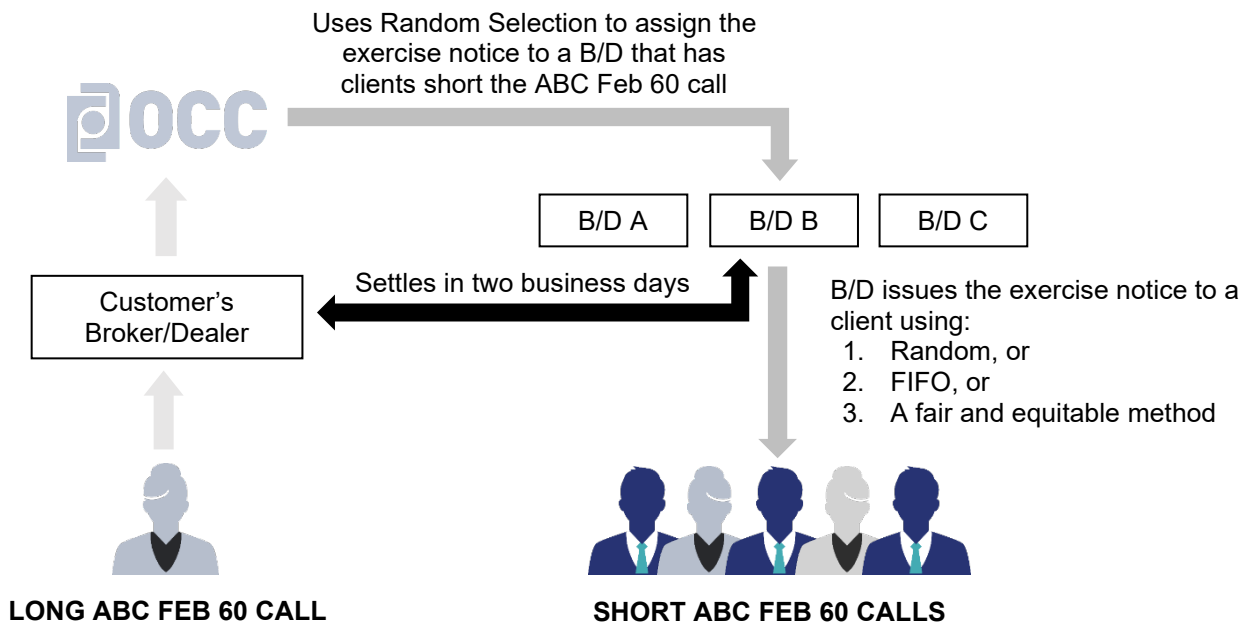 Uses Random Selection to assign the
exercise notice to a B/D that has
clients short the ABC Feb 60 call
OCC
B/D A
B/D B
B/D C
Settles in two business days
Customer’s
Broker/Dealer
B/D issues the exercise notice to a
client using:
1. Random, or
2. FIFO, or
3. A fair and equitable method
LONG ABC FEB 60 CALL
SHORT ABC FEB 60 CALLS